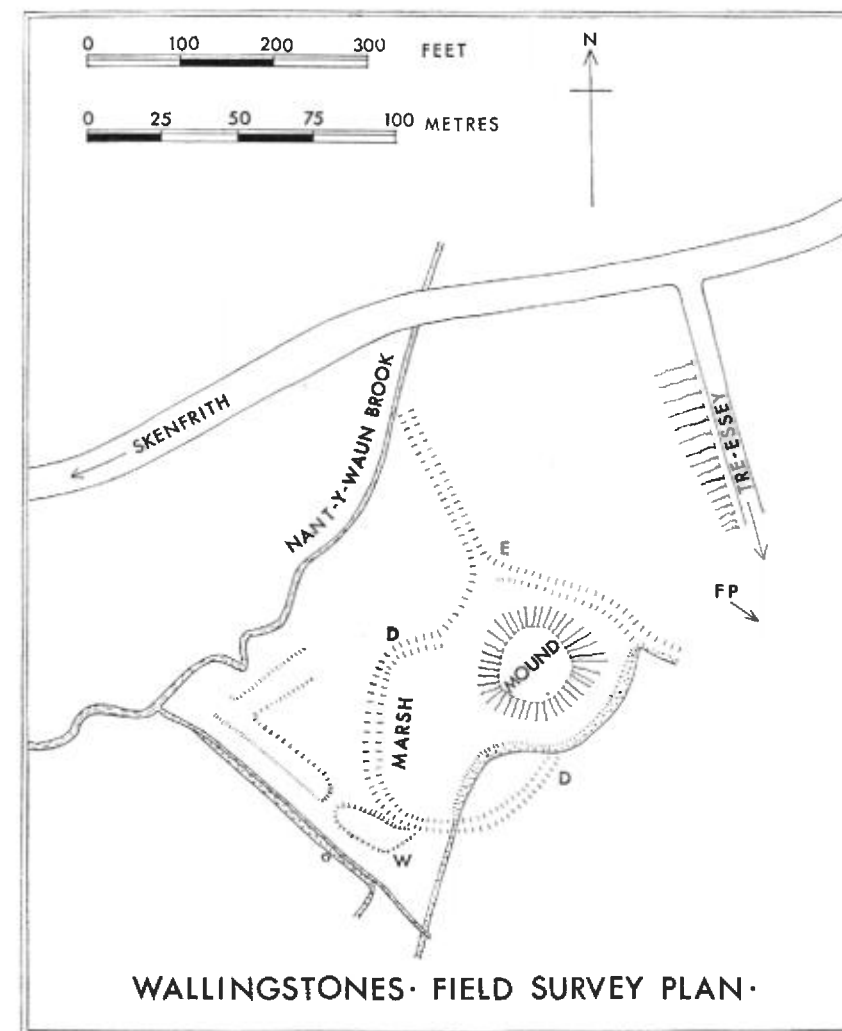 0 100 200 300 FEET
0 25 50 75 100 METRES
N
SKENFRITH
NANT-Y-WAUN BROOK
TRE-ESSEY
E
FP
D
MOUND
MARSH
D
W
WALLINGSTONES· FIELD SURVEY PLAN·